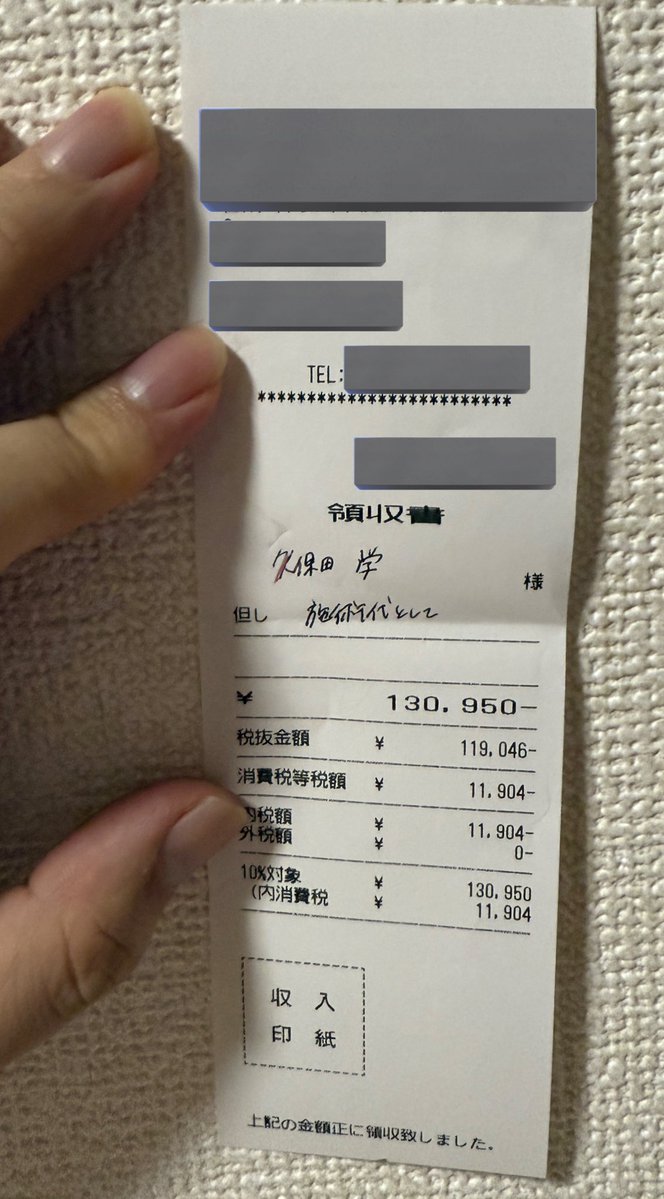 TEL:
************************
領収書
久保田 学 様
但し 施術代として
¥ 130,950-
税抜金額 ¥ 119,046-
消費税等税額 ¥ 11,904-
内税額 ¥ 11,904-
外税額 ¥ 0-
10%対象 ¥ 130,950
(内消費税 ¥ 11,904
収入
印紙
上記の金額正に領収致しました。